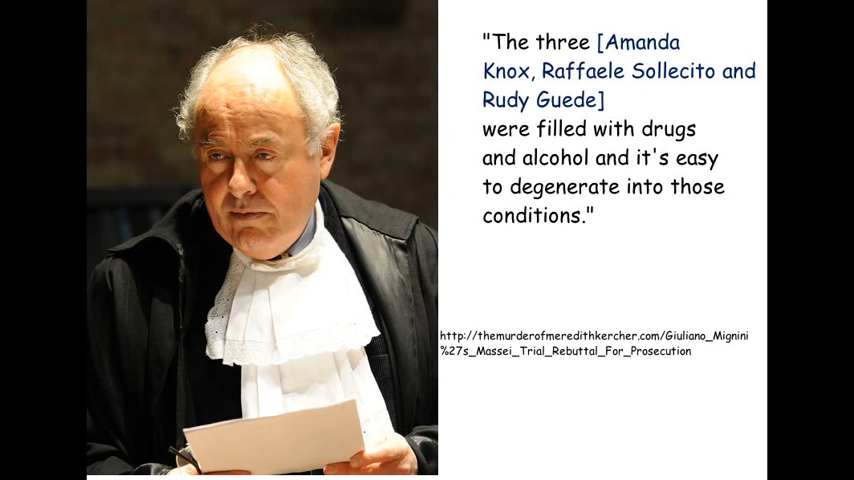 "The three [Amanda
Knox, Raffaele Sollecito and
Rudy Guede]
were filled with drugs
and alcohol and it's easy
to degenerate into those
conditions."
http://themurderofmeredithkercher.com/Giuliano_Mignini
%27s_Massei_Trial_Rebuttal_For_Prosecution